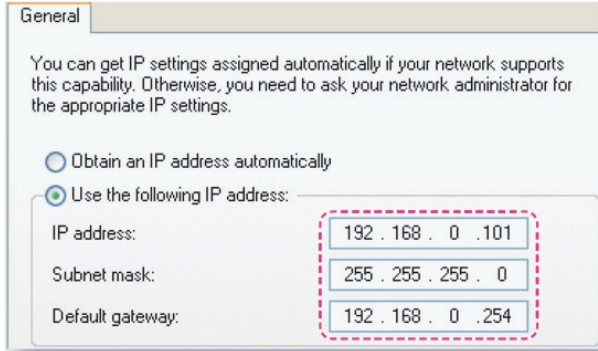 General
You can get IP settings assigned automatically if your network supports
this capability. Otherwise, you need to ask your network administrator for
the appropriate IP settings.
Obtain an IP address automatically
Use the following IP address:
IP address: 192 . 168 . 0 .101
Subnet mask: 255 . 255 . 255 . 0
Default gateway: 192 . 168 . 0 .254